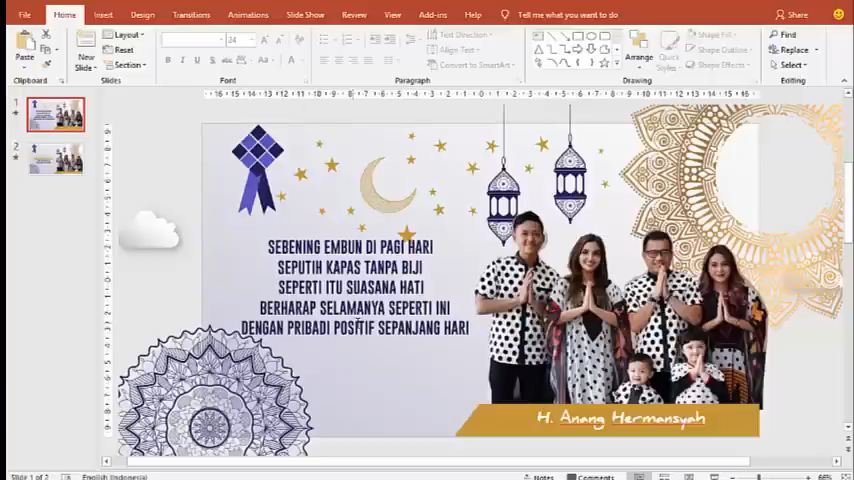 File Home Insert Design Transitions Animations Slide Show Review View Add-ins Help Tell me what you want to do Share
Paste
Clipboard
New
Slide
Layout
Reset
Section
Slides
24
B I U S
Font
Text Direction
Align Text
Convert to SmartArt
Paragraph
Arrange
Quick
Styles
Shape Fill
Shape Outline
Shape Effects
Drawing
Find
Replace
Select
Editing
1
2
SEBENING EMBUN DI PAGI HARI
SEPUTIH KAPAS TANPA BIJI
SEPERTI ITU SUASANA HATI
BERHARAP SELAMANYA SEPERTI INI
DENGAN PRIBADI POSITIF SEPANJANG HARI
H. Anang Hermansyah
Slide 1 of 2 English (Indonesia) Notes Comments 66%